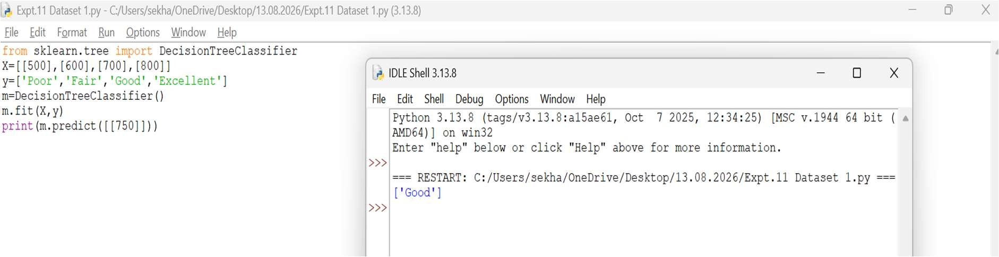 Expt.11 Dataset 1.py - C:/Users/sekha/OneDrive/Desktop/13.08.2026/Expt.11 Dataset 1.py (3.13.8)
File Edit Format Run Options Window Help
from sklearn.tree import DecisionTreeClassifier
X=[[500],[600],[700],[800]]
y=['Poor','Fair','Good','Excellent']
m=DecisionTreeClassifier()
m.fit(X,y)
print(m.predict([[750]]))
IDLE Shell 3.13.8
File Edit Shell Debug Options Window Help
Python 3.13.8 (tags/v3.13.8:a15ae61, Oct  7 2025, 12:34:25) [MSC v.1944 64 bit (
AMD64)] on win32
Enter "help" below or click "Help" above for more information.
>>>
=== RESTART: C:/Users/sekha/OneDrive/Desktop/13.08.2026/Expt.11 Dataset 1.py ===
['Good']
>>>